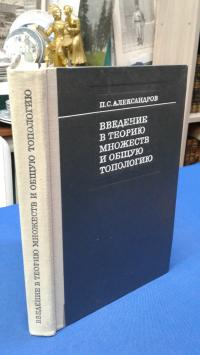 П.С.АЛЕКСАНДРОВ
ВВЕДЕНИЕ
В ТЕОРИЮ
МНОЖЕСТВ
И ОБЩУЮ
ТОПОЛОГИЮ
ВВЕДЕНИЕ В ТЕОРИЮ МНОЖЕСТВ И ОБЩУЮ ТОПОЛОГИЮ